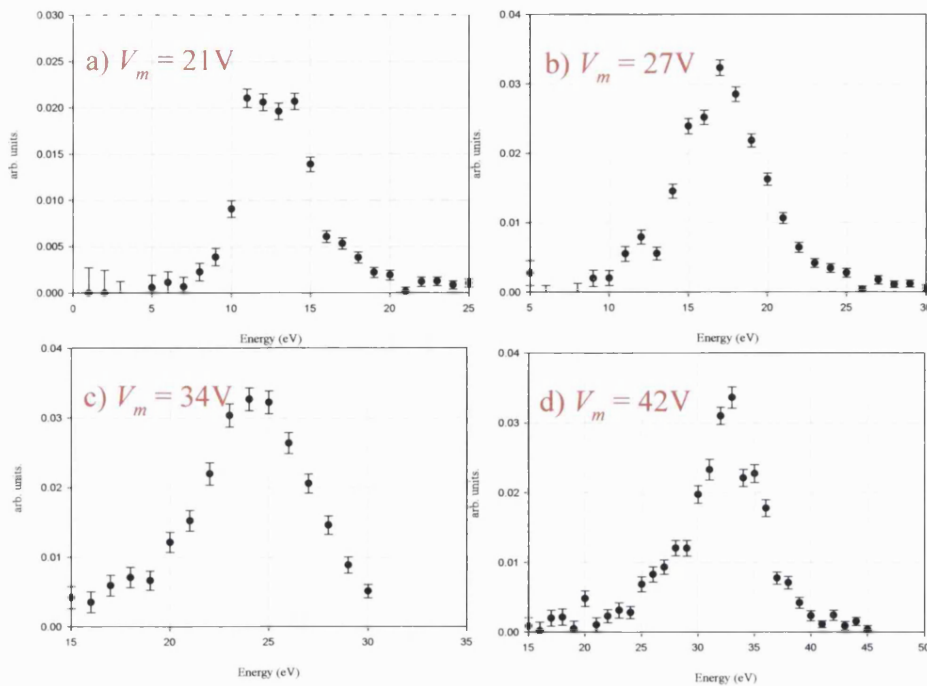 a) V_m = 21V
0.030
0.025
0.020
0.015
0.010
0.005
0.000
arb. units.
0 5 10 15 20 25
Energy (eV)
b) V_m = 27V
0.04
0.03
0.02
0.01
0.00
arb. units.
5 10 15 20 25 30
Energy (eV)
c) V_m = 34V
0.04
0.03
0.02
0.01
0.00
arb. units.
15 20 25 30 35
Energy (eV)
d) V_m = 42V
0.04
0.03
0.02
0.01
0.00
arb. units.
15 20 25 30 35 40 45 50
Energy (eV)